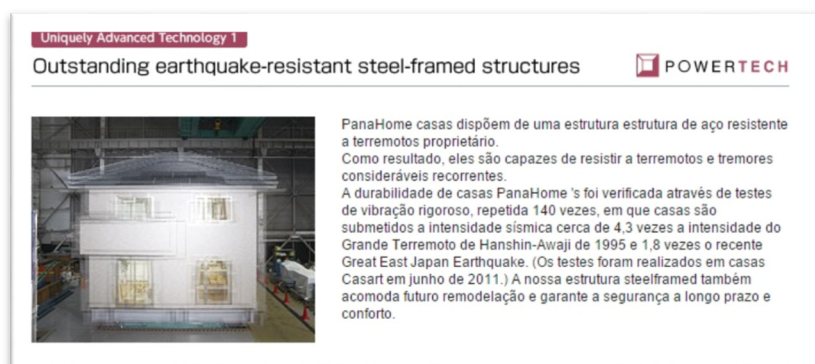 Uniquely Advanced Technology 1
Outstanding earthquake-resistant steel-framed structures
POWERTECH
PanaHome casas dispõem de uma estrutura estrutura de aço resistente
a terremotos proprietário.
Como resultado, eles são capazes de resistir a terremotos e tremores
consideráveis recorrentes.
A durabilidade de casas PanaHome 's foi verificada através de testes
de vibração rigoroso, repetida 140 vezes, em que casas são
submetidos a intensidade sísmica cerca de 4,3 vezes a intensidade do
Grande Terremoto de Hanshin-Awaji de 1995 e 1,8 vezes o recente
Great East Japan Earthquake. (Os testes foram realizados em casas
Casart em junho de 2011.) A nossa estrutura steelframed também
acomoda futuro remodelação e garante a segurança a longo prazo e
conforto.